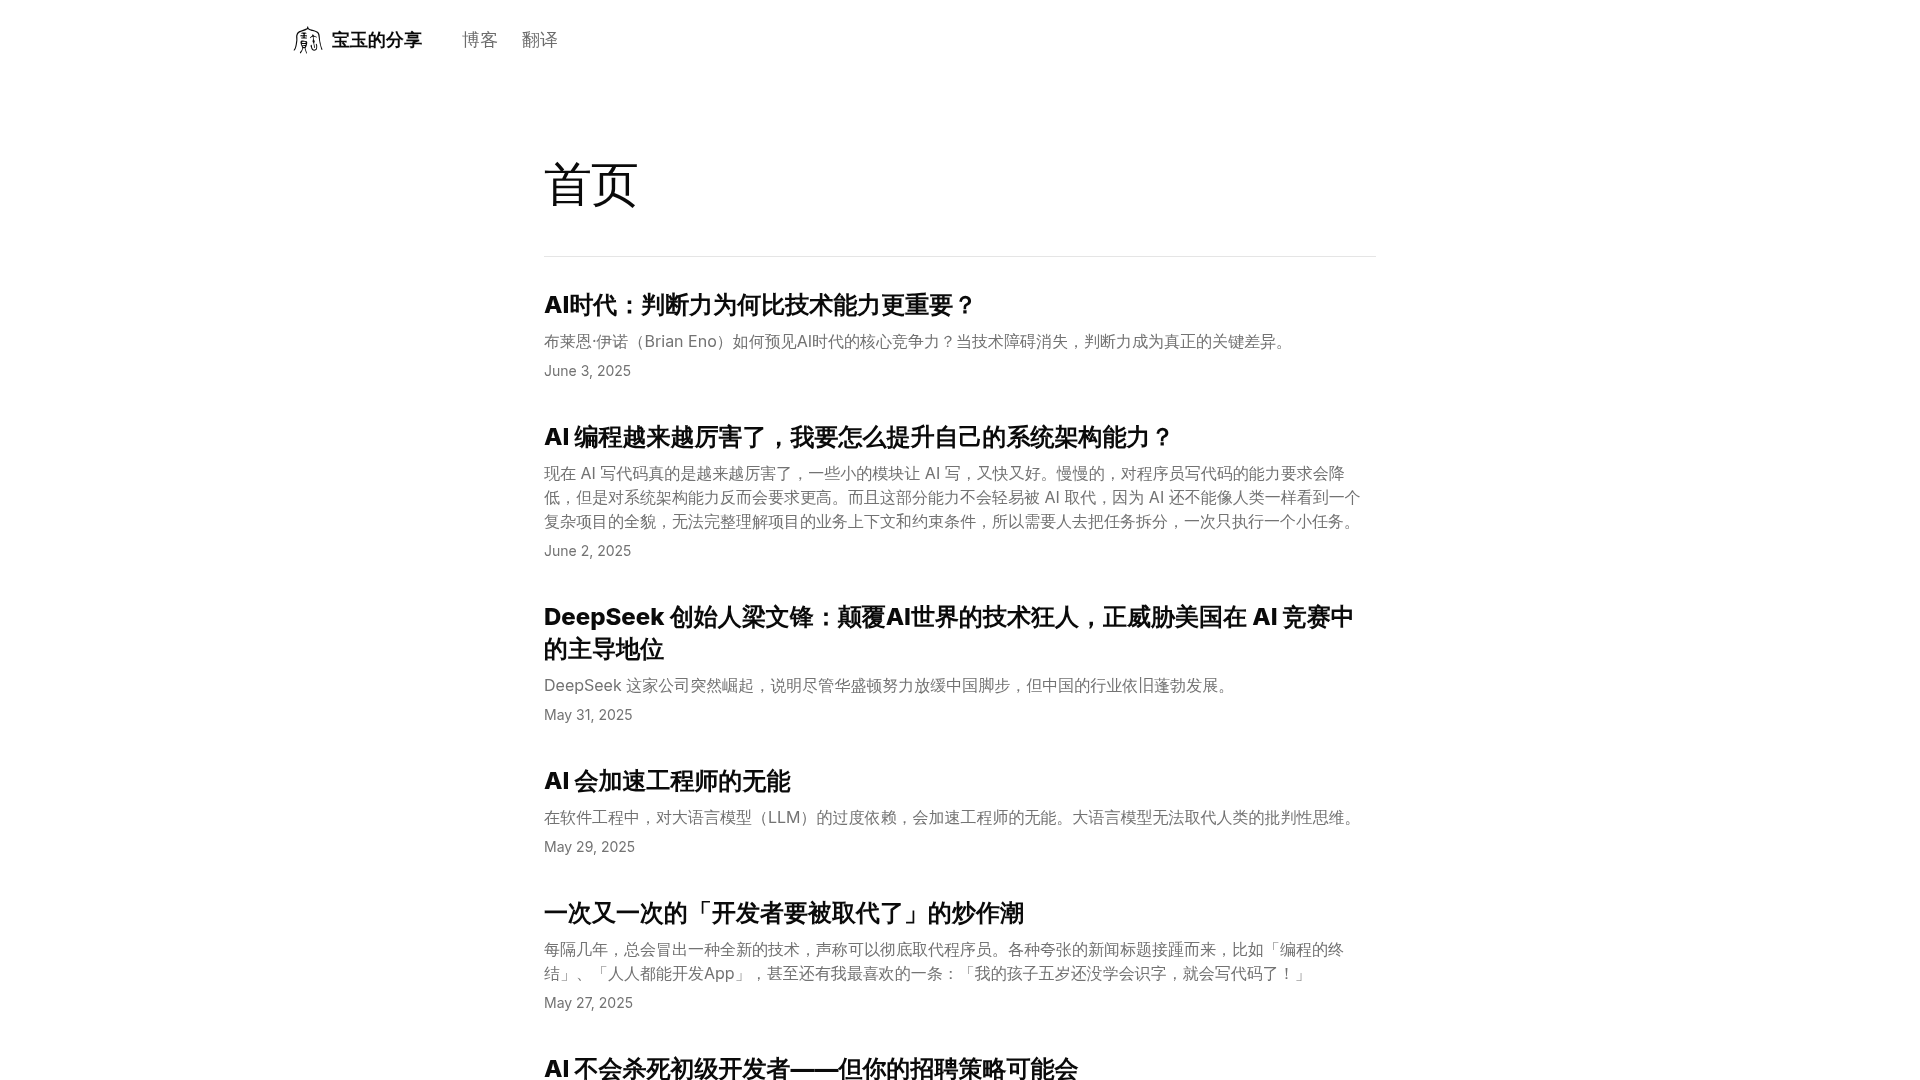 宝玉的分享
博客
翻译
首页
AI时代：判断力为何比技术能力更重要？
布莱恩·伊诺（Brian Eno）如何预见AI时代的核心竞争力？当技术障碍消失，判断力成为真正的关键差异。
June 3, 2025
AI 编程越来越厉害了，我要怎么提升自己的系统架构能力？
现在 AI 写代码真的是越来越厉害了，一些小的模块让 AI 写，又快又好。慢慢的，对程序员写代码的能力要求会降
低，但是对系统架构能力反而会要求更高。而且这部分能力不会轻易被 AI 取代，因为 AI 还不能像人类一样看到一个
复杂项目的全貌，无法完整理解项目的业务上下文和约束条件，所以需要人去把任务拆分，一次只执行一个小任务。
June 2, 2025
DeepSeek 创始人梁文锋：颠覆AI世界的技术狂人，正威胁美国在 AI 竞赛中
的主导地位
DeepSeek 这家公司突然崛起，说明尽管华盛顿努力放缓中国脚步，但中国的行业依旧蓬勃发展。
May 31, 2025
AI 会加速工程师的无能
在软件工程中，对大语言模型（LLM）的过度依赖，会加速工程师的无能。大语言模型无法取代人类的批判性思维。
May 29, 2025
一次又一次的「开发者要被取代了」的炒作潮
每隔几年，总会冒出一种全新的技术，声称可以彻底取代程序员。各种夸张的新闻标题接踵而来，比如「编程的终
结」、「人人都能开发App」，甚至还有我最喜欢的一条：「我的孩子五岁还没学会识字，就会写代码了！」
May 27, 2025
AI 不会杀死初级开发者——但你的招聘策略可能会